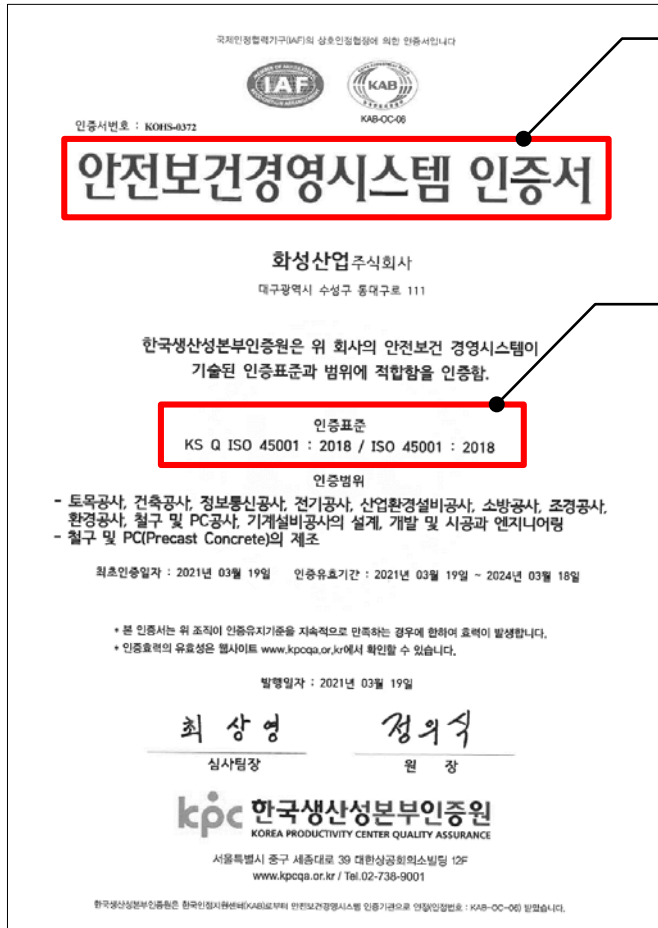 국제인정협력기구(IAF)의 상호인정협정에 의한 인증서입니다
IAF
KAB
KAB-OC-06
인증서번호 : KOHS-0372
안전보건경영시스템 인증서
화성산업주식회사
대구광역시 수성구 동대구로 111
한국생산성본부인증원은 위 회사의 안전보건 경영시스템이
기술된 인증표준과 범위에 적합함을 인증함.
인증표준
KS Q ISO 45001 : 2018 / ISO 45001 : 2018
인증범위
- 토목공사, 건축공사, 정보통신공사, 전기공사, 산업환경설비공사, 소방공사, 조경공사,
환경공사, 철구 및 PC공사, 기계설비공사의 설계, 개발 및 시공과 엔지니어링
- 철구 및 PC(Precast Concrete)의 제조
최초인증일자 : 2021년 03월 19일 인증유효기간 : 2021년 03월 19일 ~ 2024년 03월 18일
* 본 인증서는 위 조직이 인증유지기준을 지속적으로 만족하는 경우에 한하여 효력이 발생합니다.
* 인증효력의 유효성은 웹사이트 www.kpcqa.or.kr에서 확인할 수 있습니다.
발행일자 : 2021년 03월 19일
최상영 정의식
심사팀장 원 장
kpc 한국생산성본부인증원
KOREA PRODUCTIVITY CENTER QUALITY ASSURANCE
서울특별시 중구 세종대로 39 대한상공회의소빌딩 12F
www.kpcqa.or.kr / Tel.02-738-9001
한국생산성본부인증원은 한국인정지원센터(KAB)로부터 안전보건경영시스템 인증기관으로 인정(인정번호 : KAB-OC-06) 받았습니다.